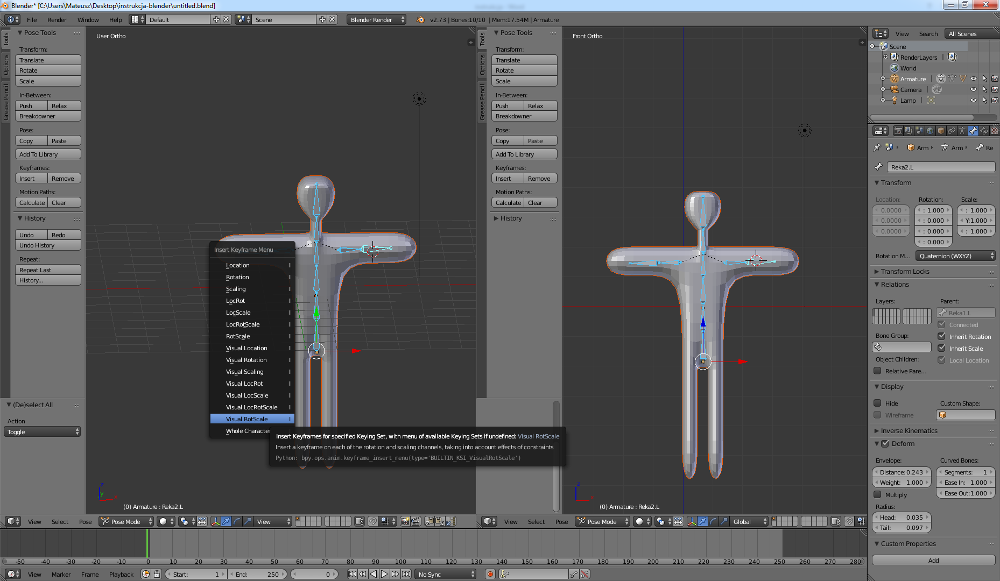 Blender* [C:\Users\Mateusz\Desktop\instrukcja-blender\untitled.blend]
File Render Window Help Default Scene Blender Render v2.73 | Bones:10/10 | Mem:17.54M | Armature
Tools
Options
Grease Pencil
Pose Tools
Transform:
Translate
Rotate
Scale
In-Between:
Push Relax
Breakdowner
Pose:
Copy Paste
Add To Library
Keyframes:
Insert Remove
Motion Paths:
Calculate Clear
History
Undo Redo
Undo History
Repeat:
Repeat Last
History...
(De)select All
Action
Toggle
User Ortho
Insert Keyframe Menu
Location I
Rotation I
Scaling I
LocRot I
LocScale I
LocRotScale I
RotScale I
Visual Location I
Visual Rotation I
Visual Scaling I
Visual LocRot I
Visual LocScale I
Visual LocRotScale I
Visual RotScale I
Whole Characte
Insert Keyframes for specified Keying Set, with menu of available Keying Sets if undefined: Visual RotScale
Insert a keyframe on each of the rotation and scaling channels, taking into account effects of constraints
Python: bpy.ops.anim.keyframe_insert_menu(type='BUILTIN_KSI_VisualRotScale')
z
y
x
(0) Armature : Reka2.L
View Select Pose Pose Mode View
Tools
Options
Grease Pencil
Pose Tools
Transform:
Translate
Rotate
Scale
In-Between:
Push Relax
Breakdowner
Pose:
Copy Paste
Add To Library
Keyframes:
Insert Remove
Motion Paths:
Calculate Clear
History
Front Ortho
z
x
(0) Armature : Reka2.L
View Select Pose Pose Mode Global
View Search All Scenes
Scene
RenderLayers |
World
Armature |
Camera |
Lamp |
Arm Arm Re
Reka2.L
Transform
Location: Rotation: Scale:
0.0000 : 1.000 : 1.000
0.0000 : 0.000 Y:1.000
0.0000 : 0.000 : 1.000
: 0.000
Rotation M... Quaternion (WXYZ)
Transform Locks
Relations
Layers: Parent:
Reka1.L
Connected
Bone Group: Inherit Rotation
Inherit Scale
Object Children: Local Location
Relative Pare...
Display
Hide Custom Shape:
Wireframe
Inverse Kinematics
Deform
Envelope: Curved Bones:
Distance: 0.243 Segments: 1
Weight: 1.000 Ease In: 1.000
Multiply Ease Out: 1.000
Radius:
Head: 0.035
Tail: 0.097
Custom Properties
Add
-50 -40 -30 -20 -10 0 10 20 30 40 50 60 70 80 90 100 110 120 130 140 150 160 170 180 190 200 210 220 230 240 250 260 270 280
View Marker Frame Playback Start: 1 End: 250 0 No Sync